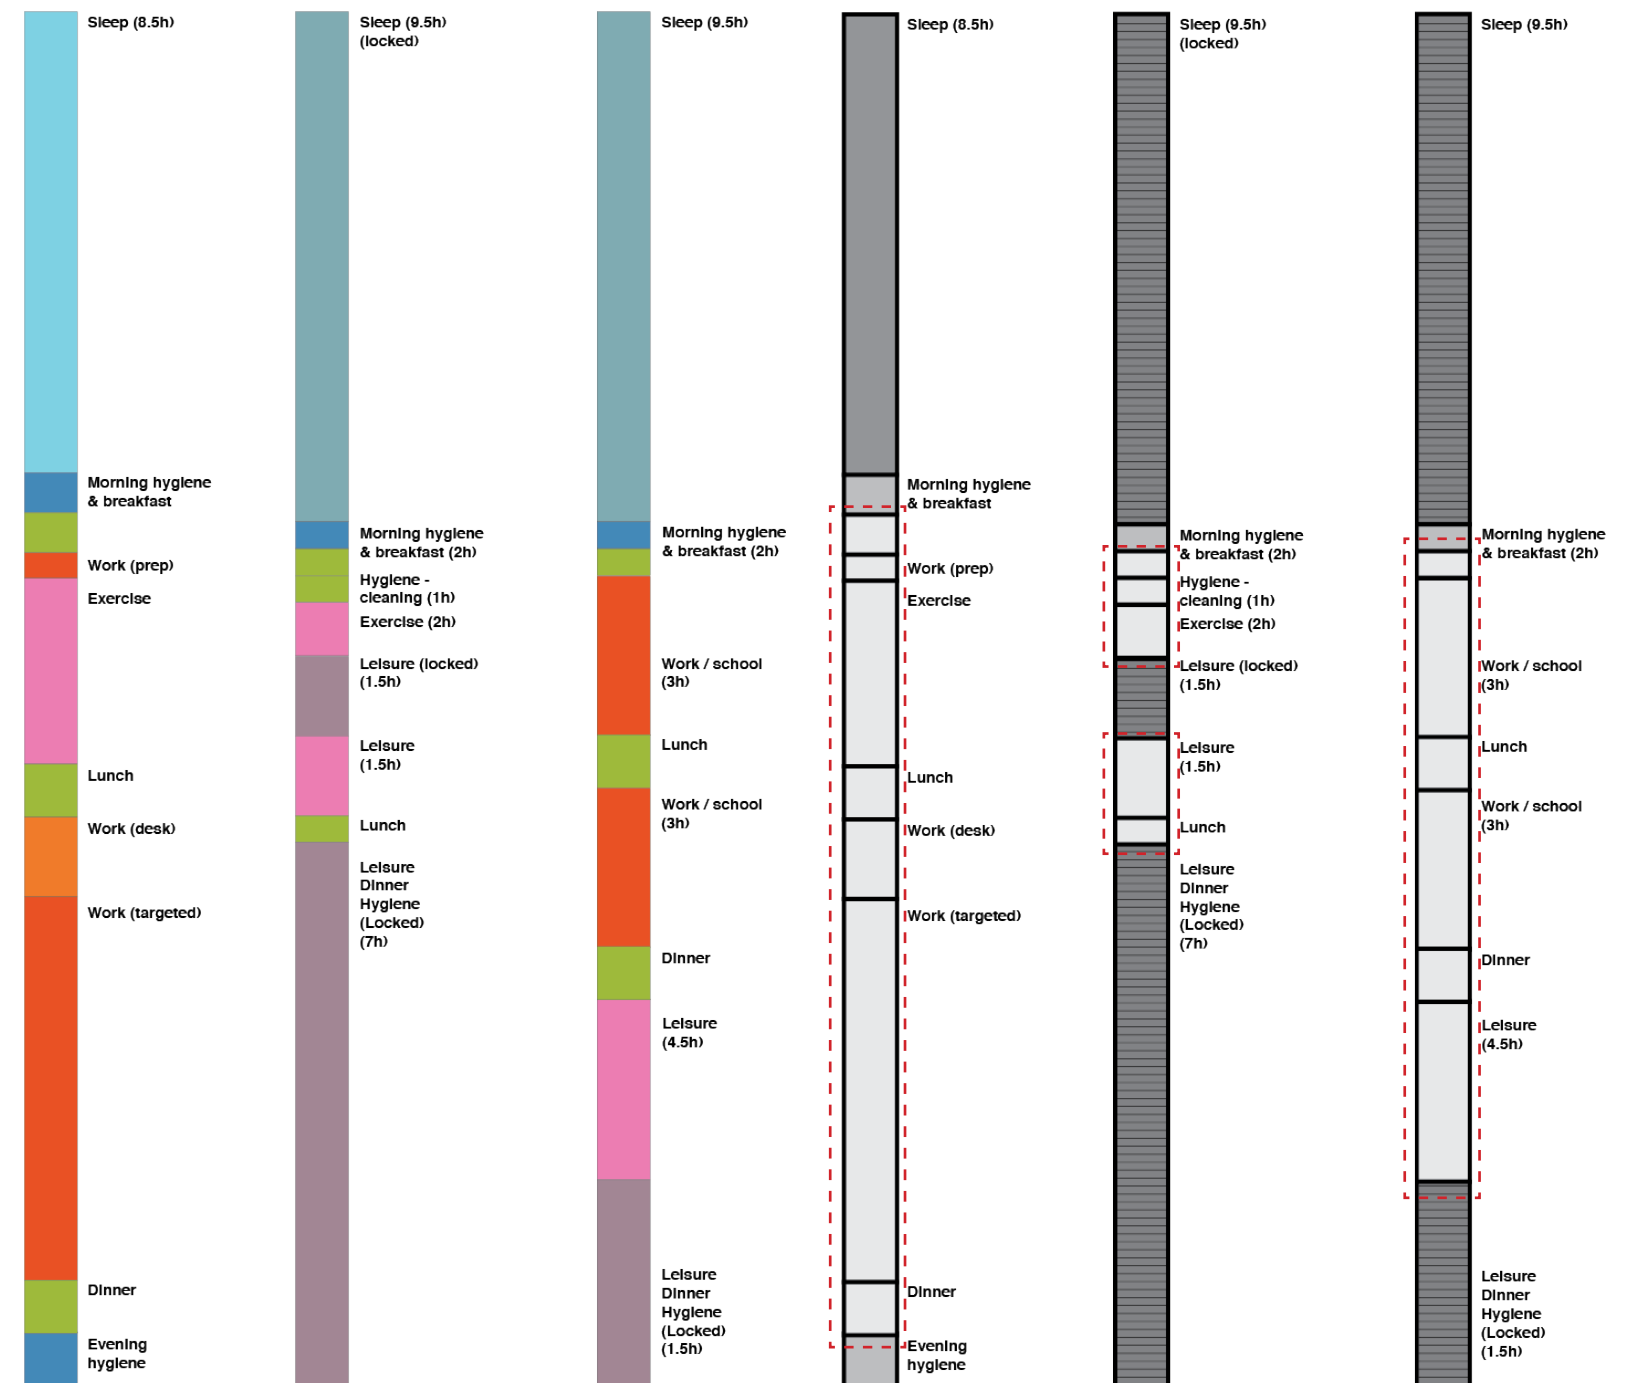 Sleep (8.5h)
Morning hygiene
& breakfast
Work (prep)
Exercise
Lunch
Work (desk)
Work (targeted)
Dinner
Evening
hygiene
Sleep (9.5h)
(locked)
Morning hygiene
& breakfast (2h)
Hygiene -
cleaning (1h)
Exercise (2h)
Leisure (locked)
(1.5h)
Leisure
(1.5h)
Lunch
Leisure
Dinner
Hygiene
(Locked)
(7h)
Sleep (9.5h)
Morning hygiene
& breakfast (2h)
Work / school
(3h)
Lunch
Work / school
(3h)
Dinner
Leisure
(4.5h)
Leisure
Dinner
Hygiene
(Locked)
(1.5h)
Sleep (8.5h)
Morning hygiene
& breakfast
Work (prep)
Exercise
Lunch
Work (desk)
Work (targeted)
Dinner
Evening
hygiene
Sleep (9.5h)
(locked)
Morning hygiene
& breakfast (2h)
Hygiene -
cleaning (1h)
Exercise (2h)
Leisure (locked)
(1.5h)
Leisure
(1.5h)
Lunch
Leisure
Dinner
Hygiene
(Locked)
(7h)
Sleep (9.5h)
Morning hygiene
& breakfast (2h)
Work / school
(3h)
Lunch
Work / school
(3h)
Dinner
Leisure
(4.5h)
Leisure
Dinner
Hygiene
(Locked)
(1.5h)